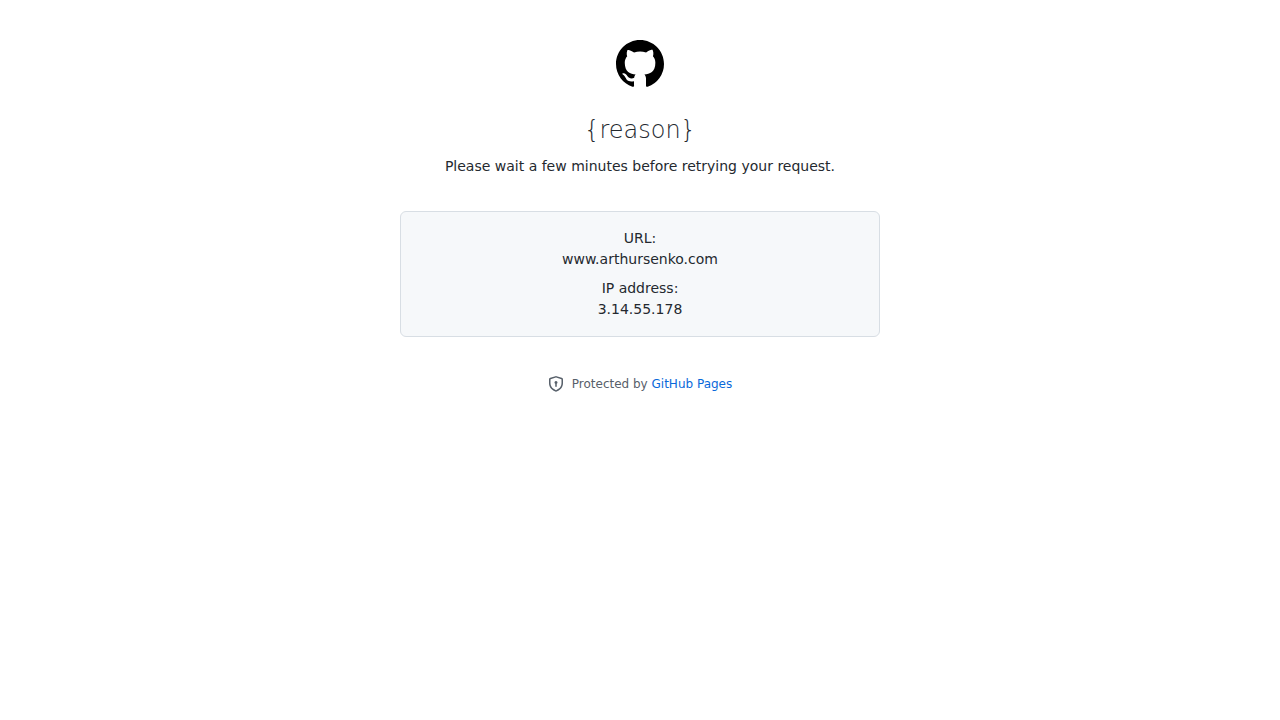 {reason}
Please wait a few minutes before retrying your request.
URL:
www.arthursenko.com
IP address:
3.14.55.178
Protected by GitHub Pages